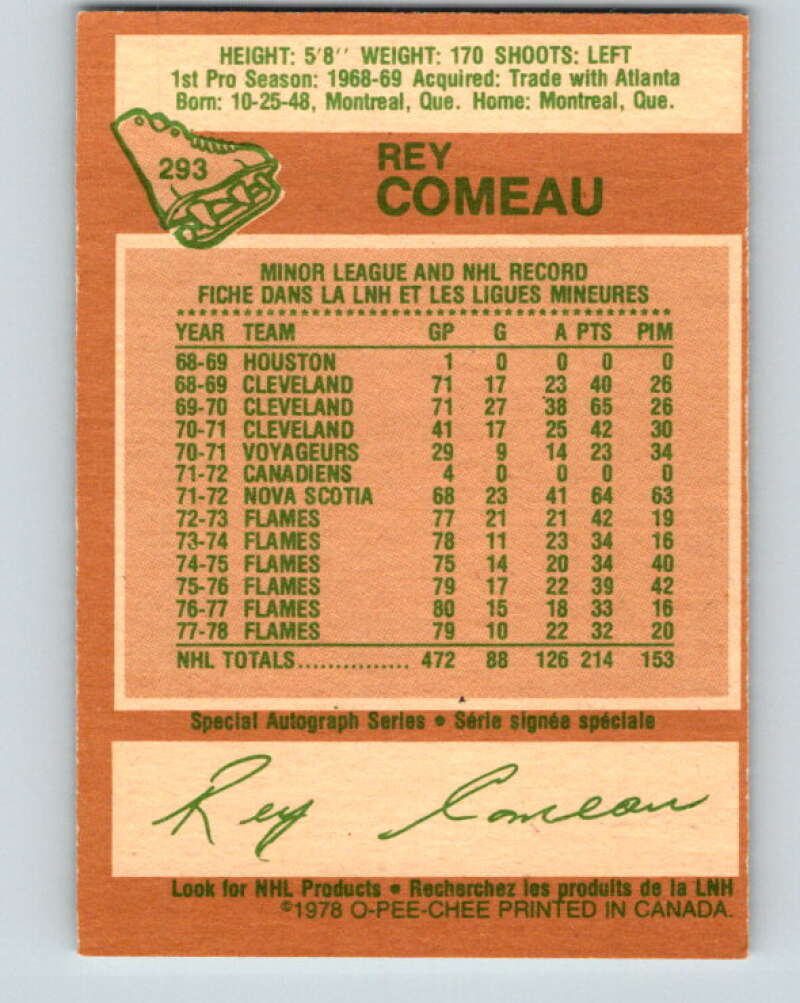 HEIGHT: 5'8'' WEIGHT: 170 SHOOTS: LEFT
1st Pro Season: 1968-69 Acquired: Trade with Atlanta
Born: 10-25-48, Montreal, Que. Home: Montreal, Que.
293
REY
COMEAU
MINOR LEAGUE AND NHL RECORD
FICHE DANS LA LNH ET LES LIGUES MINEURES
YEAR TEAM GP G A PTS PIM
68-69 HOUSTON 1 0 0 0 0
68-69 CLEVELAND 71 17 23 40 26
69-70 CLEVELAND 71 27 38 65 26
70-71 CLEVELAND 41 17 25 42 30
70-71 VOYAGEURS 29 9 14 23 34
71-72 CANADIENS 4 0 0 0 0
71-72 NOVA SCOTIA 68 23 41 64 63
72-73 FLAMES 77 21 21 42 19
73-74 FLAMES 78 11 23 34 16
74-75 FLAMES 75 14 20 34 40
75-76 FLAMES 79 17 22 39 42
76-77 FLAMES 80 15 18 33 16
77-78 FLAMES 79 10 22 32 20
NHL TOTALS............... 472 88 126 214 153
Special Autograph Series • Série signée spéciale
Rey Comeau
Look for NHL Products • Recherchez les produits de la LNH
©1978 O-PEE-CHEE PRINTED IN CANADA.